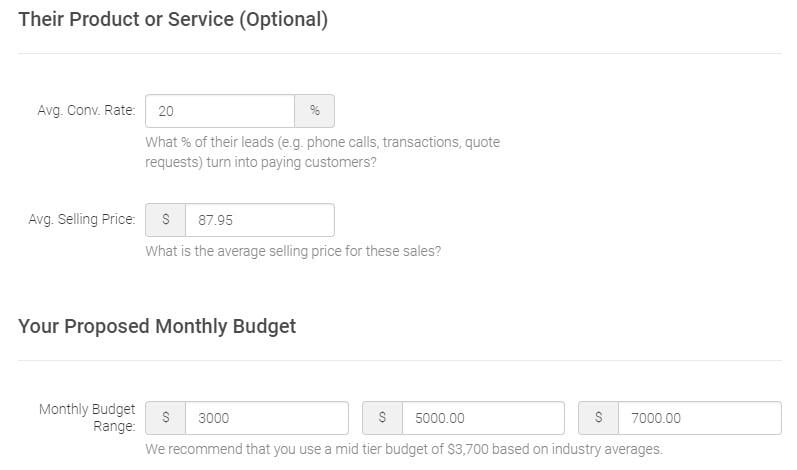 Their Product or Service (Optional)
Avg. Conv. Rate: 20 %
What % of their leads (e.g. phone calls, transactions, quote
requests) turn into paying customers?
Avg. Selling Price: $ 87.95
What is the average selling price for these sales?
Your Proposed Monthly Budget
Monthly Budget
Range: $ 3000 $ 5000.00 $ 7000.00
We recommend that you use a mid tier budget of $3,700 based on industry averages.